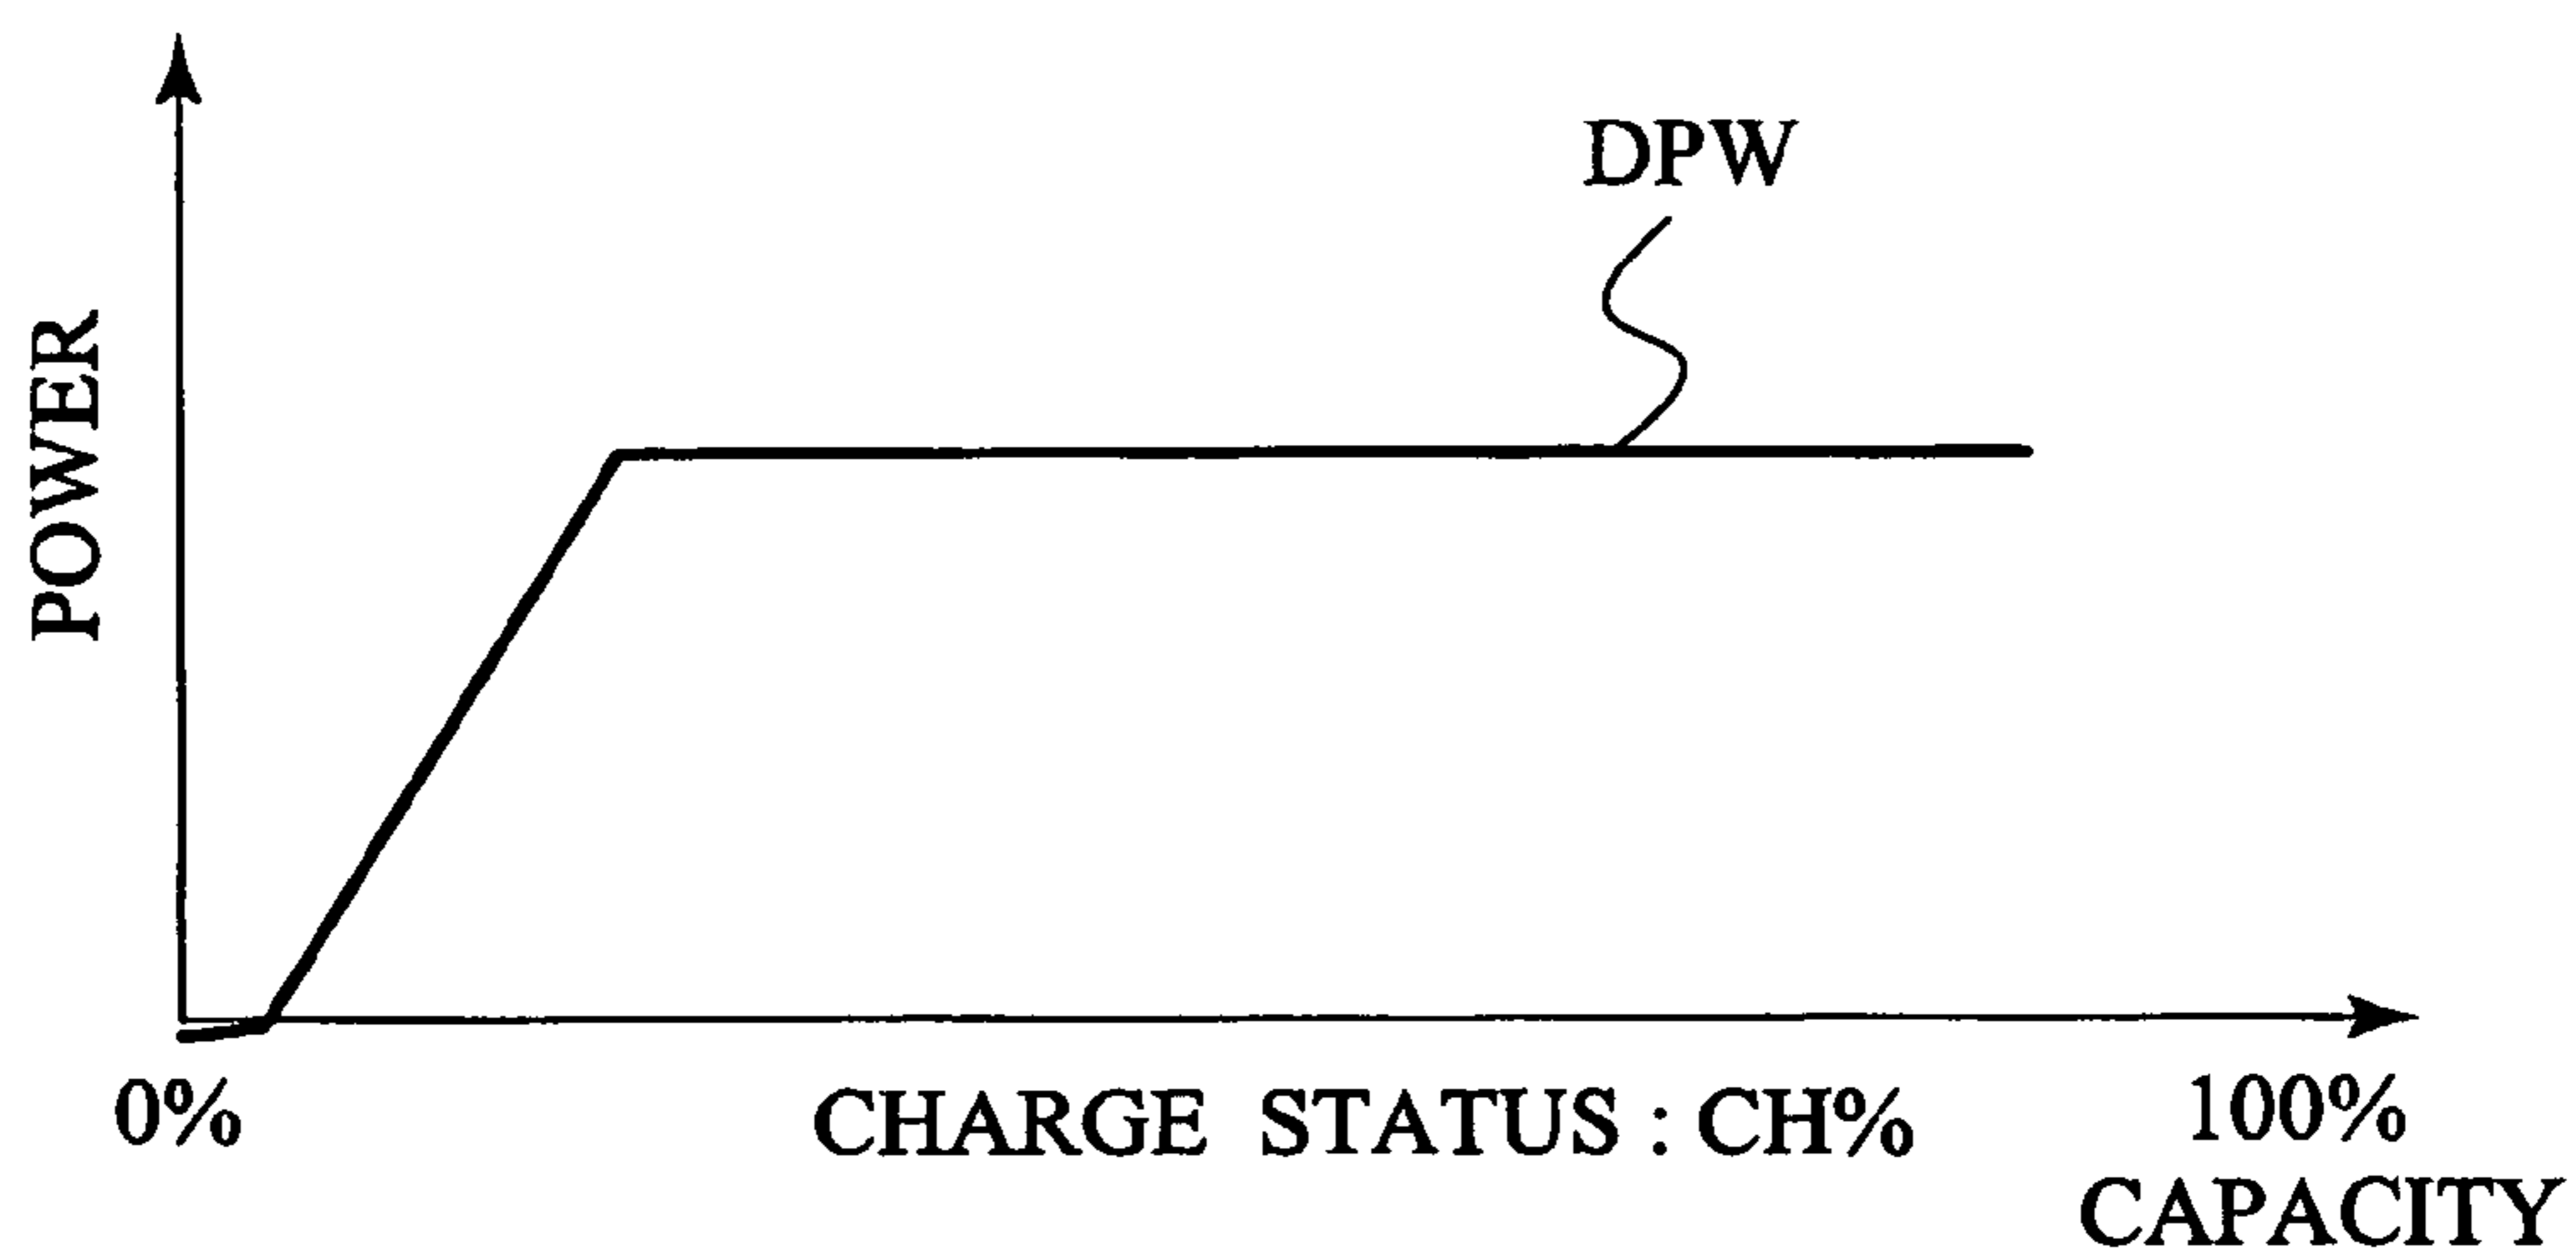 DPW
POWER
0%
CHARGE STATUS : CH%
100%
CAPACITY